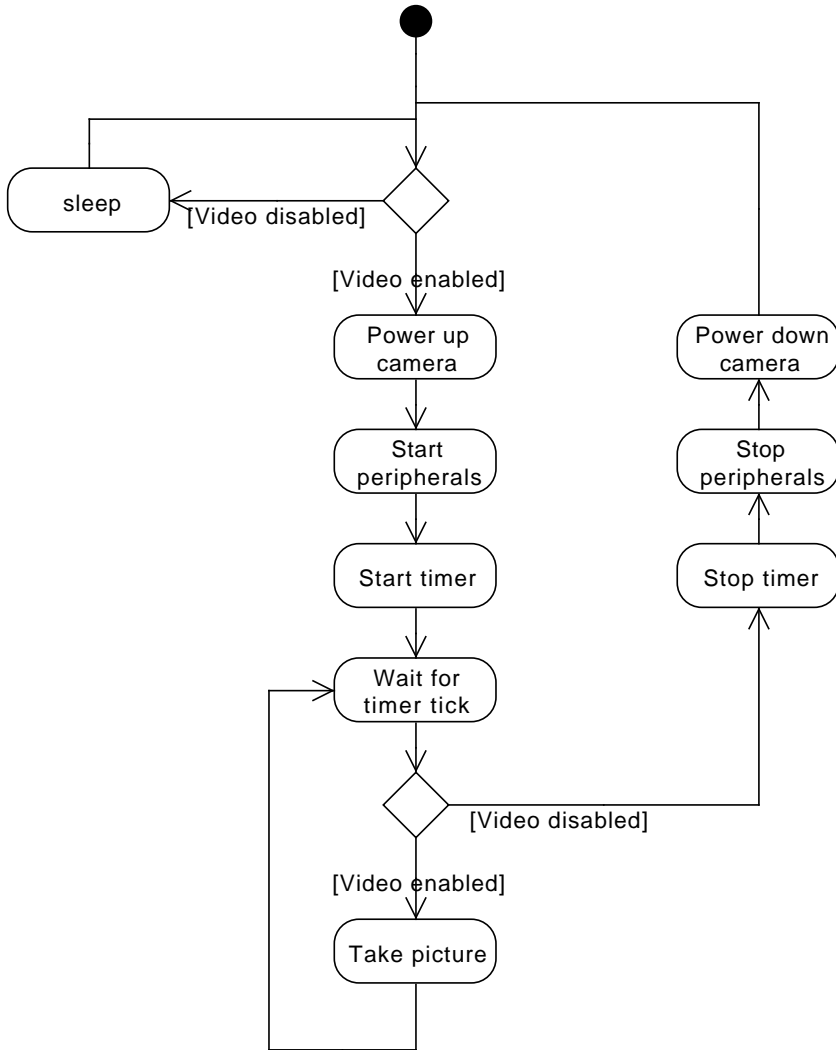 sleep
[Video disabled]
[Video enabled]
Power up
camera
Power down
camera
Start
peripherals
Stop
peripherals
Start timer
Stop timer
Wait for
timer tick
[Video disabled]
[Video enabled]
Take picture